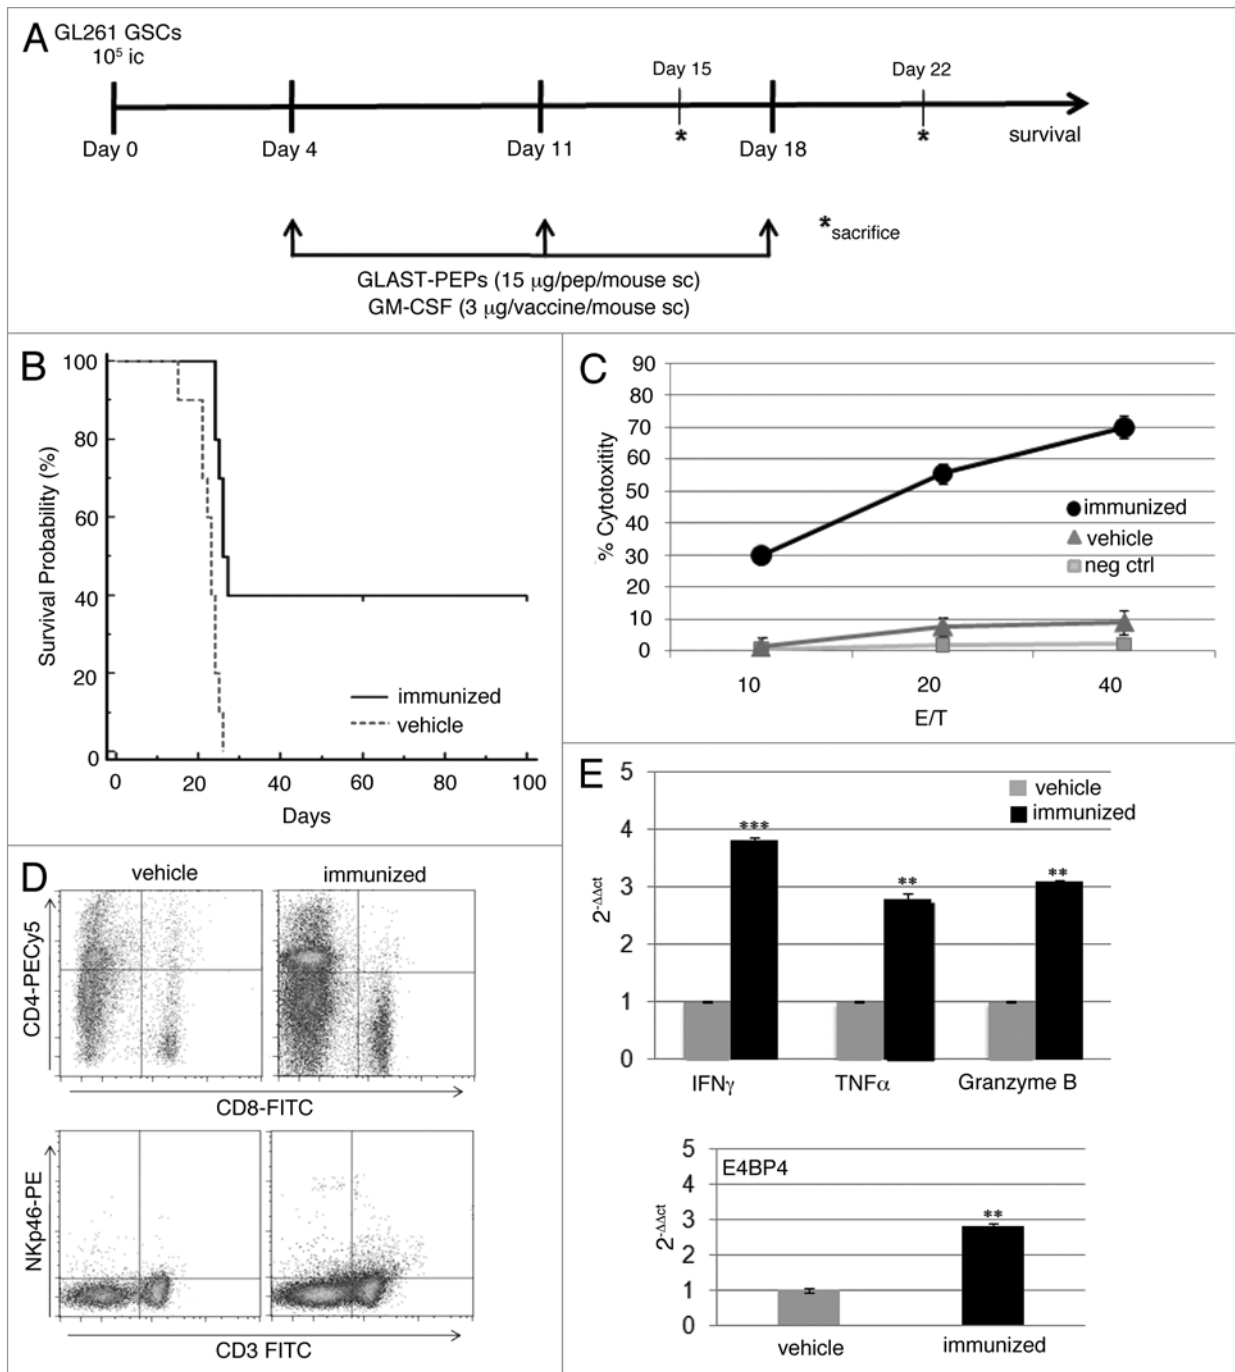 A
GL261 GSCs
10⁵ ic
Day 15
Day 22
*
*
survival
Day 0
Day 4
Day 11
Day 18
*sacrifice
GLAST-PEPs (15 μg/pep/mouse sc)
GM-CSF (3 μg/vaccine/mouse sc)
B
100
80
60
40
20
0
Survival Probability (%)
immunized
vehicle
0
20
40
60
80
100
Days
C
90
80
70
60
50
40
30
20
10
0
% Cytotoxitity
immunized
vehicle
neg ctrl
10
20
40
E/T
D
vehicle
immunized
CD4-PECy5
CD8-FITC
NKp46-PE
CD3 FITC
E
5
4
3
2
1
0
2^-ΔΔct
vehicle
immunized
***
**
**
IFNγ
TNFα
Granzyme B
E4BP4
5
4
3
2
1
0
2^-ΔΔct
**
vehicle
immunized